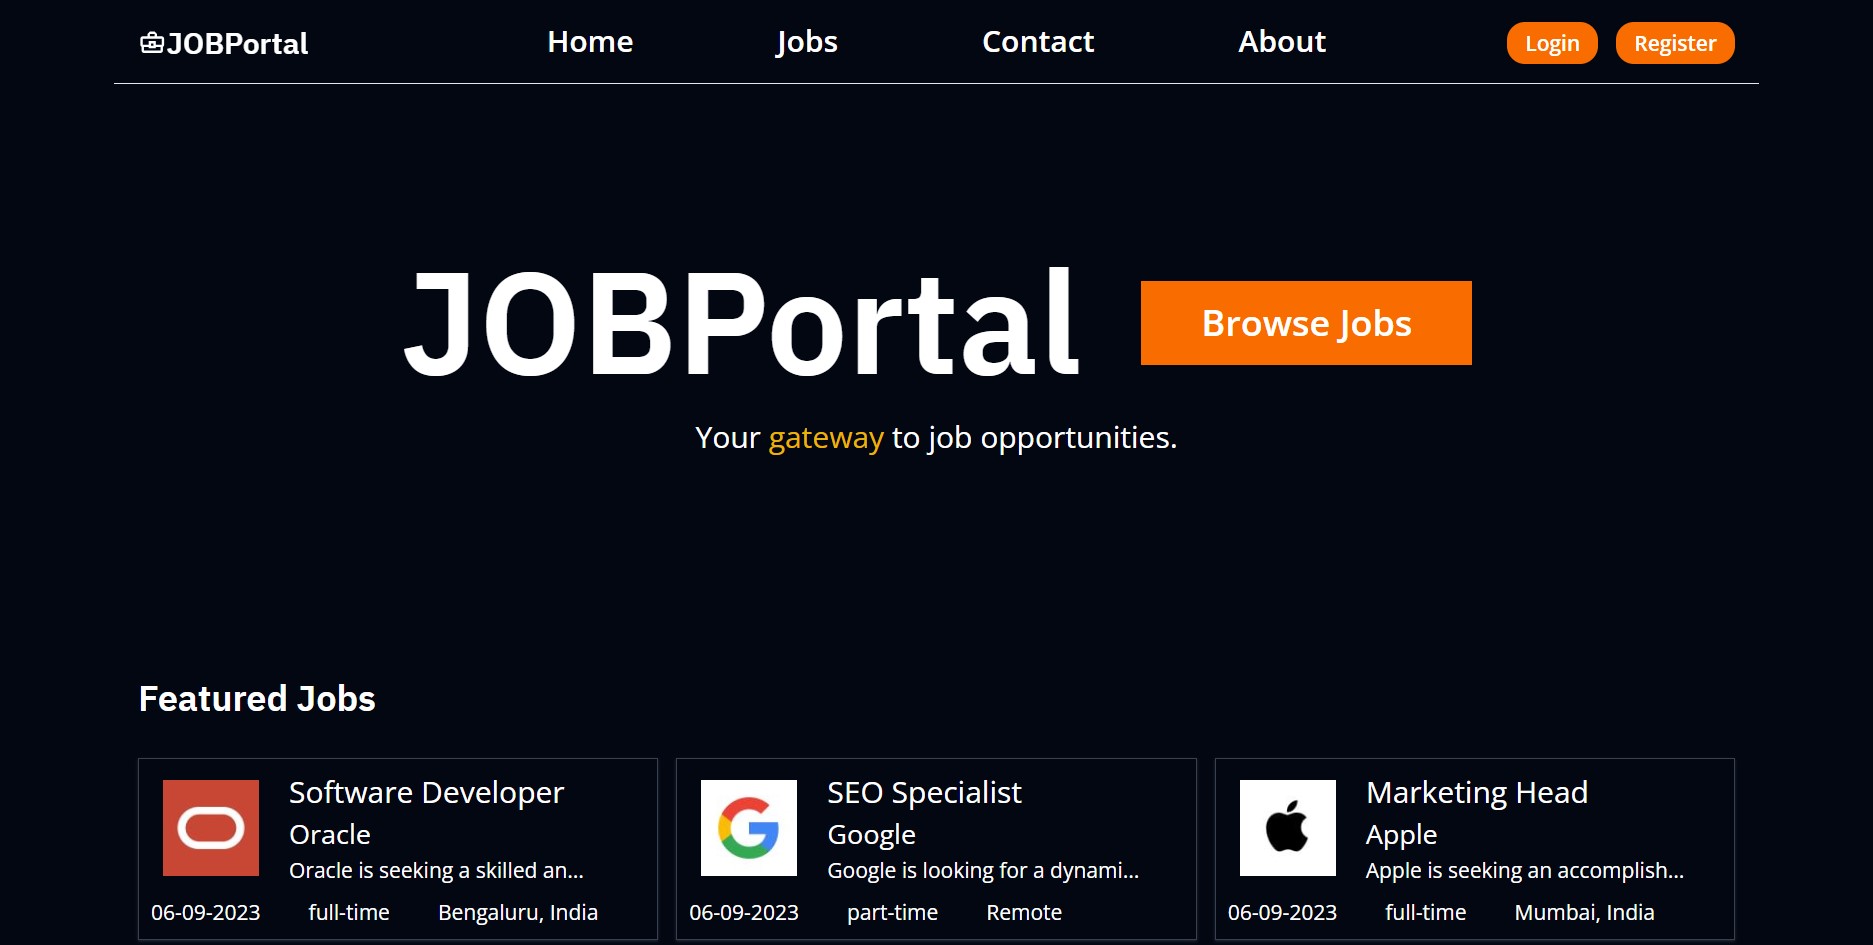 JOBPortal Home Jobs Contact About Login Register
JOBPortal Browse Jobs
Your gateway to job opportunities.
Featured Jobs
Software Developer
Oracle
Oracle is seeking a skilled an...
06-09-2023 full-time Bengaluru, India
SEO Specialist
Google
Google is looking for a dynami...
06-09-2023 part-time Remote
Marketing Head
Apple
Apple is seeking an accomplish...
06-09-2023 full-time Mumbai, India